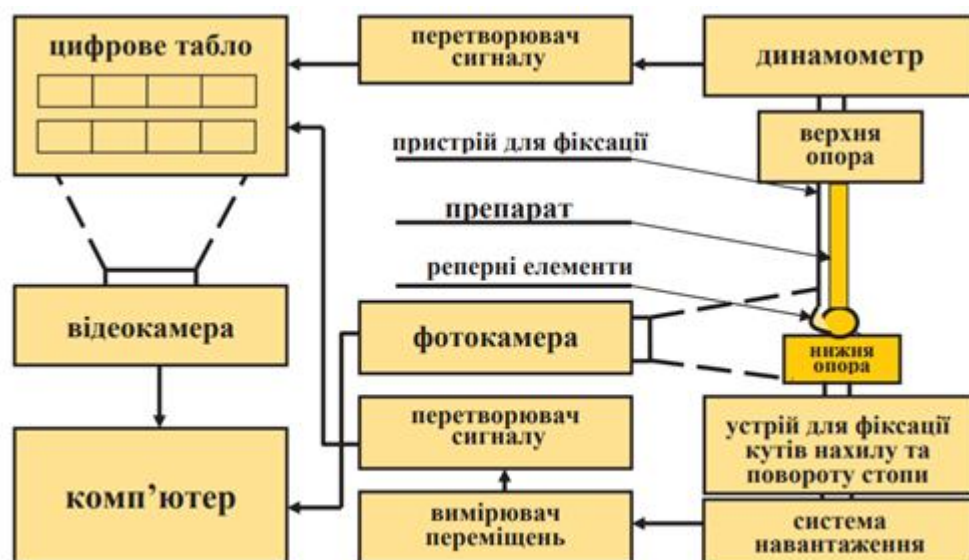 цифрове табло
перетворювач
сигналу
динамометр
верхня
опора
пристрій для фіксації
препарат
реперні елементи
відеокамера
фотокамера
нижня
опора
перетворювач
сигналу
устрій для фіксації
кутів нахилу та
повороту стопи
комп’ютер
вимірювач
переміщень
система
навантаження